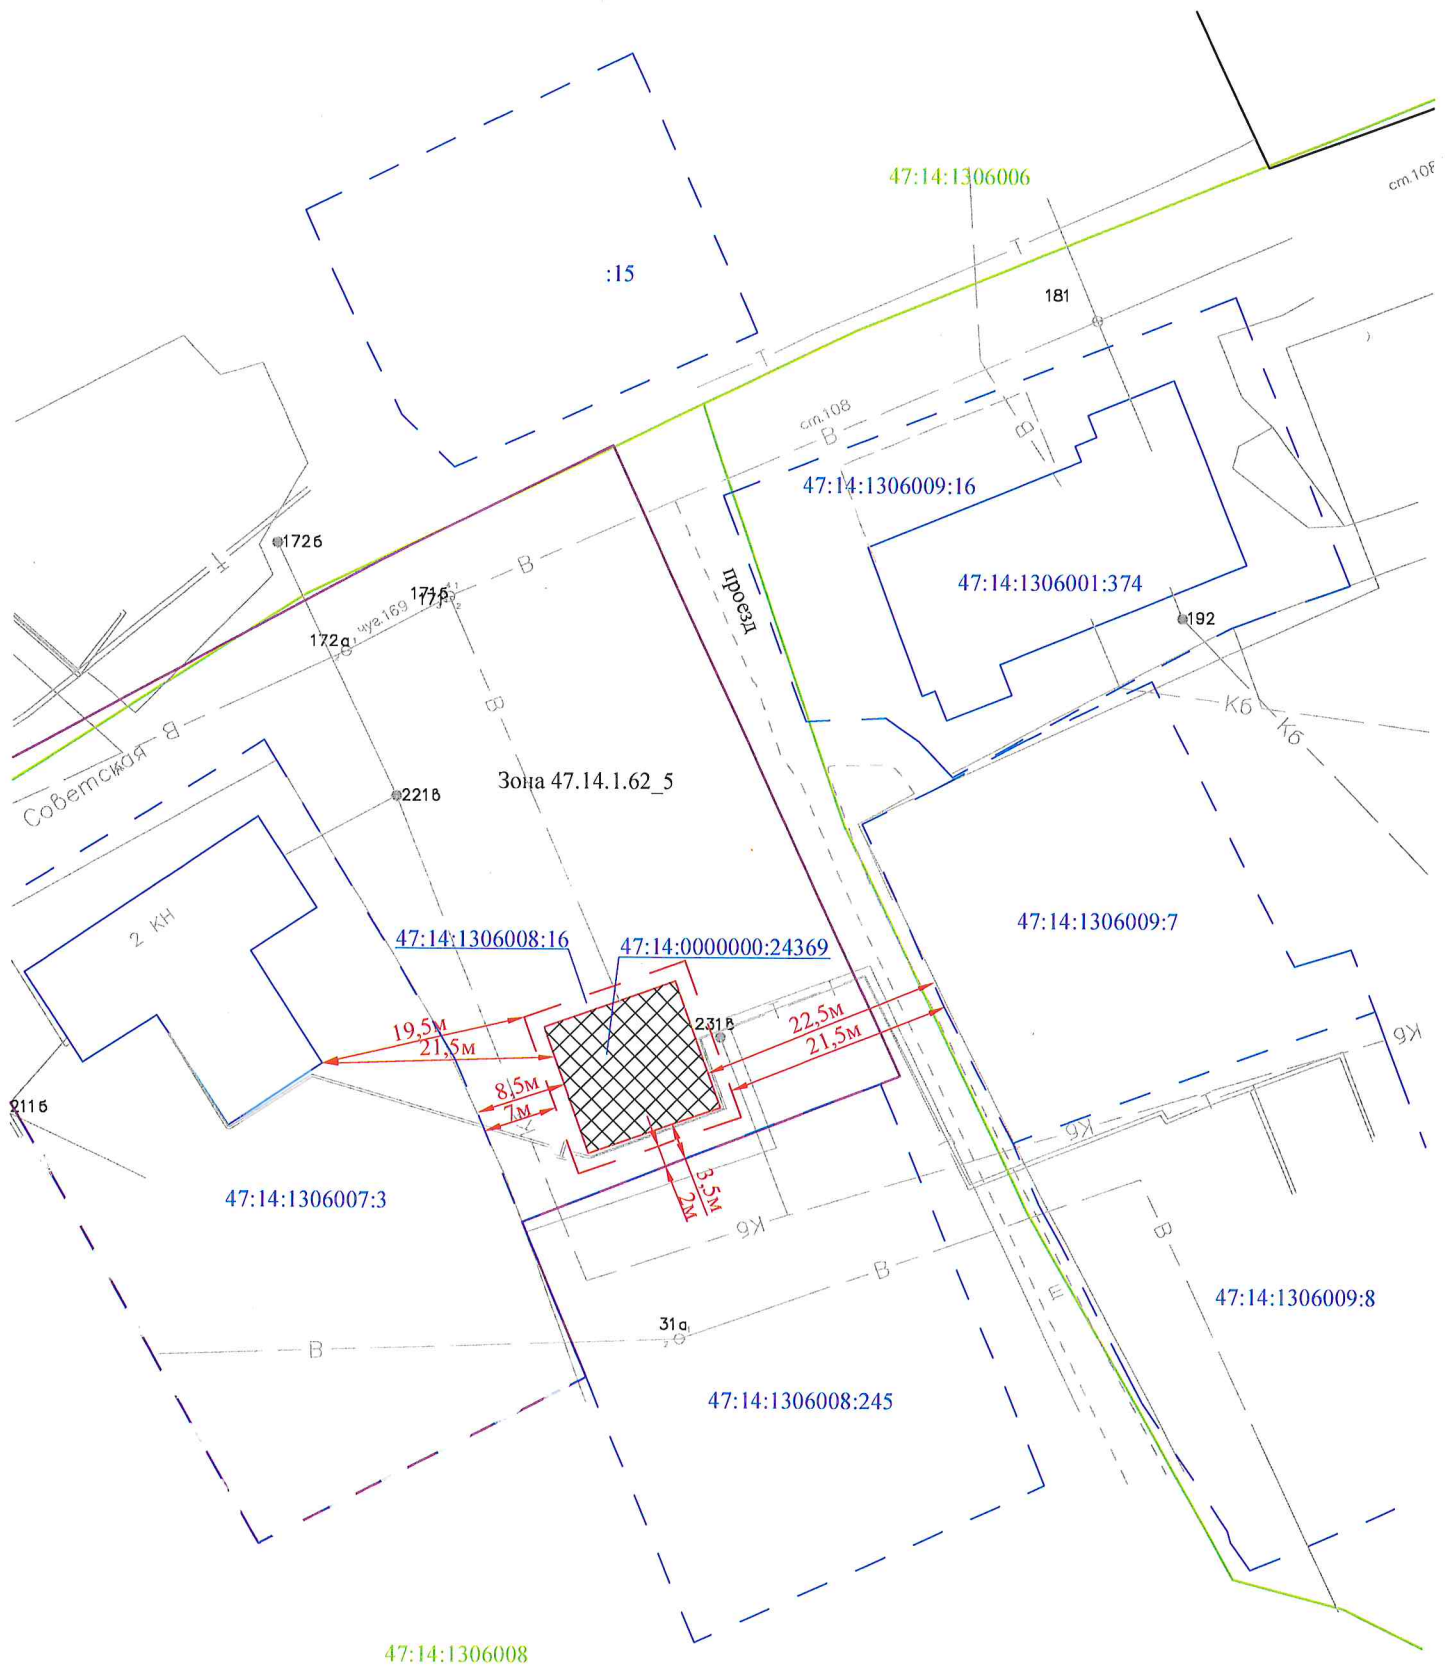 47:14:1306006
ст.108
:15
181
Т
Т
ст.108
В
В
47:14:1306009:16
172б
Т
В
проезд
47:14:1306001:374
чуг.169
172а
192
В
Советская
В
Кб
Кб
221в
Зона 47.14.1.62_5
2 КН
47:14:1306008:16
47:14:0000000:24369
47:14:1306009:7
19,5м
21,5м
231в
22,5м
21,5м
Кб
8,5м
7м
211б
Кб
47:14:1306007:3
3,5м
2м
Кб
В
В
Е
47:14:1306009:8
31а
В
47:14:1306008:245
47:14:1306008